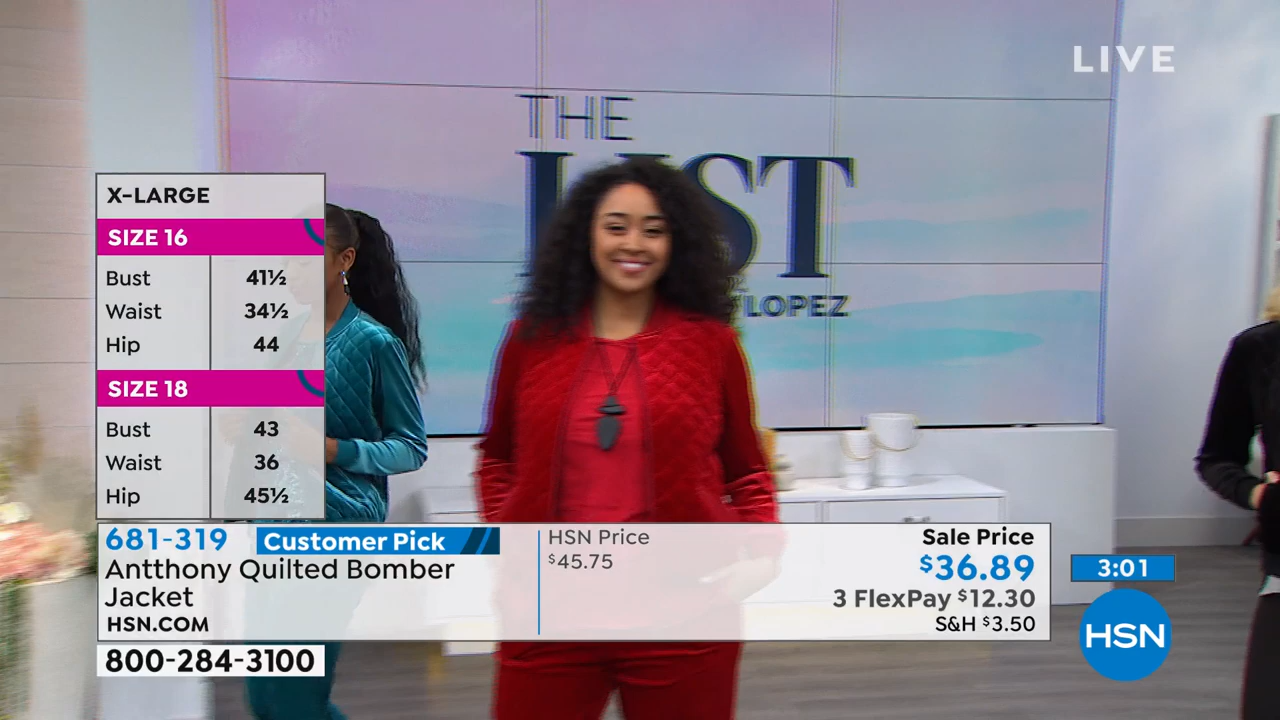 LIVE
THE
LIST
LOPEZ
X-LARGE
SIZE 16
Bust 41½
Waist 34½
Hip 44
SIZE 18
Bust 43
Waist 36
Hip 45½
681-319 Customer Pick
Antthony Quilted Bomber
Jacket
HSN.COM
HSN Price
$45.75
Sale Price
$36.89
3 FlexPay $12.30
S&H $3.50
800-284-3100
3:01
HSN